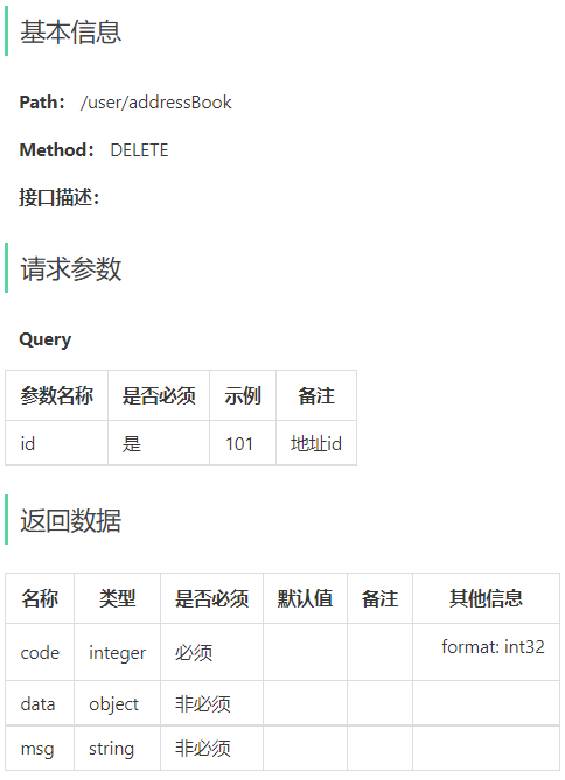 基本信息
Path： /user/addressBook
Method： DELETE
接口描述：
请求参数
Query
参数名称 是否必须 示例 备注
id 是 101 地址id
返回数据
名称 类型 是否必须 默认值 备注 其他信息
code integer 必须 format: int32
data object 非必须
msg string 非必须